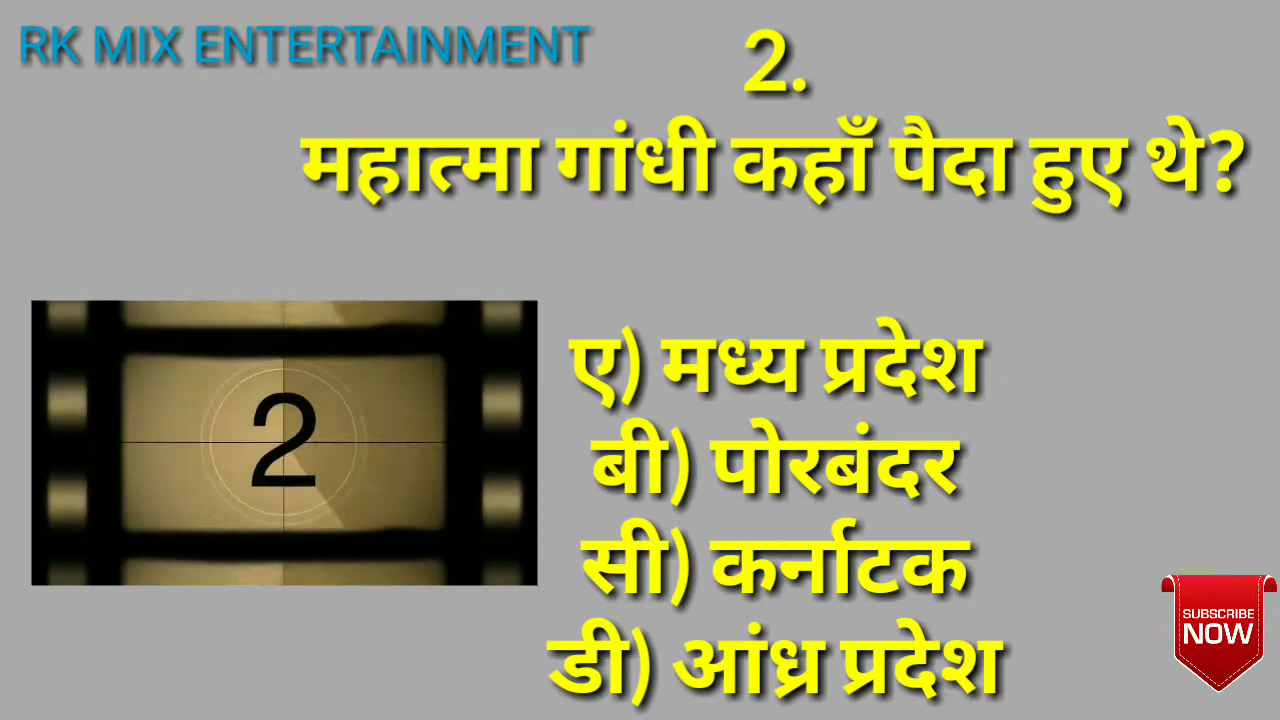 RK MIX ENTERTAINMENT
2.
महात्मा गांधी कहाँ पैदा हुए थे?
2
ए) मध्य प्रदेश
बी) पोरबंदर
सी) कर्नाटक
डी) आंध्र प्रदेश
SUBSCRIBE
NOW